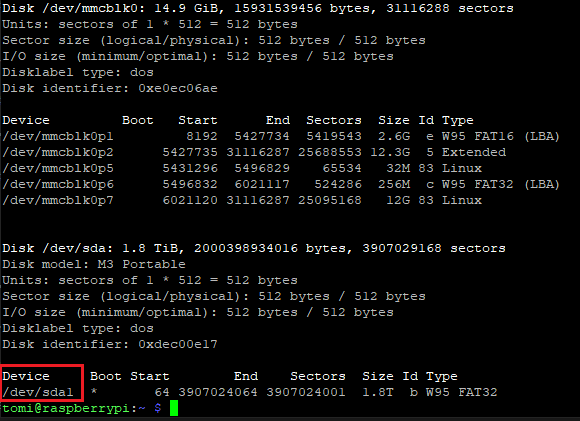 Disk /dev/mmcblk0: 14.9 GiB, 15931539456 bytes, 31116288 sectors
Units: sectors of 1 * 512 = 512 bytes
Sector size (logical/physical): 512 bytes / 512 bytes
I/O size (minimum/optimal): 512 bytes / 512 bytes
Disklabel type: dos
Disk identifier: 0xe0ec06ae
Device         Boot   Start      End  Sectors  Size Id Type
/dev/mmcblk0p1         8192  5427734  5419543  2.6G  e W95 FAT16 (LBA)
/dev/mmcblk0p2      5427735 31116287 25688553 12.3G  5 Extended
/dev/mmcblk0p5      5431296  5496829    65534   32M 83 Linux
/dev/mmcblk0p6      5496832  6021117   524286  256M  c W95 FAT32 (LBA)
/dev/mmcblk0p7      6021120 31116287 25095168   12G 83 Linux
Disk /dev/sda: 1.8 TiB, 2000398934016 bytes, 3907029168 sectors
Disk model: M3 Portable
Units: sectors of 1 * 512 = 512 bytes
Sector size (logical/physical): 512 bytes / 512 bytes
I/O size (minimum/optimal): 512 bytes / 512 bytes
Disklabel type: dos
Disk identifier: 0xdec00e17
Device     Boot Start        End    Sectors  Size Id Type
/dev/sda1  *       64 3907024064 3907024001  1.8T  b W95 FAT32
tomi@raspberrypi:~ $